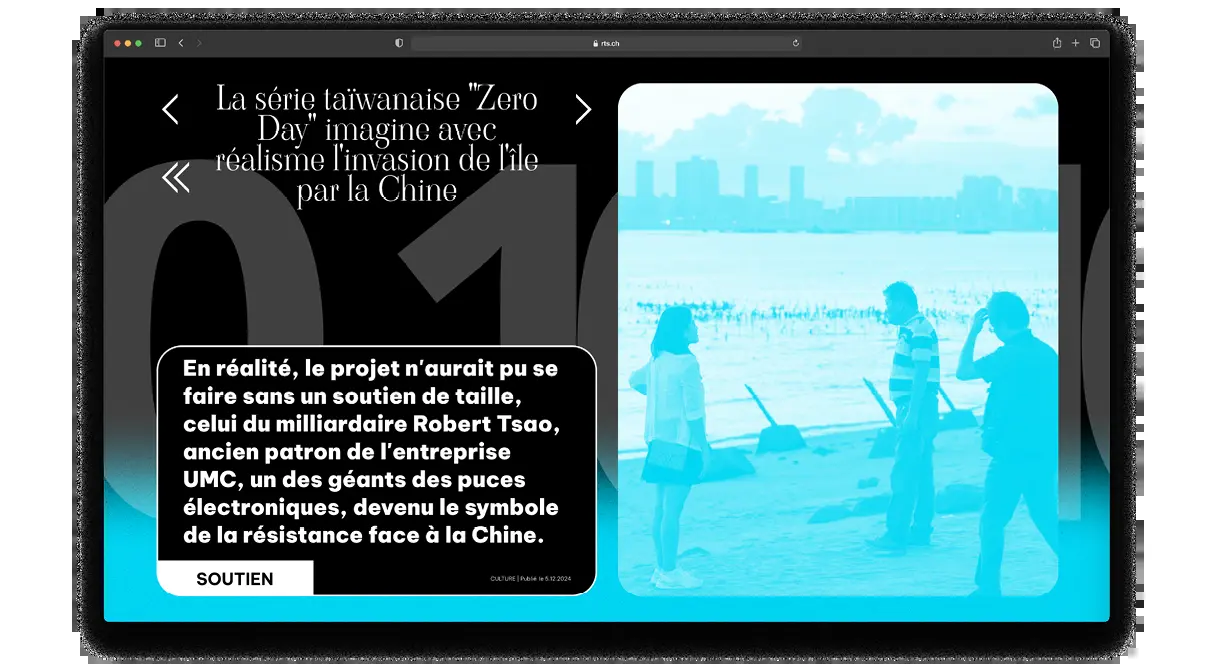 rts.ch
La série taïwanaise "Zero
Day" imagine avec
réalisme l'invasion de l'île
par la Chine
010
En réalité, le projet n'aurait pu se
faire sans un soutien de taille,
celui du milliardaire Robert Tsao,
ancien patron de l'entreprise
UMC, un des géants des puces
électroniques, devenu le symbole
de la résistance face à la Chine.
SOUTIEN
CULTURE | Publié le 5.12.2024